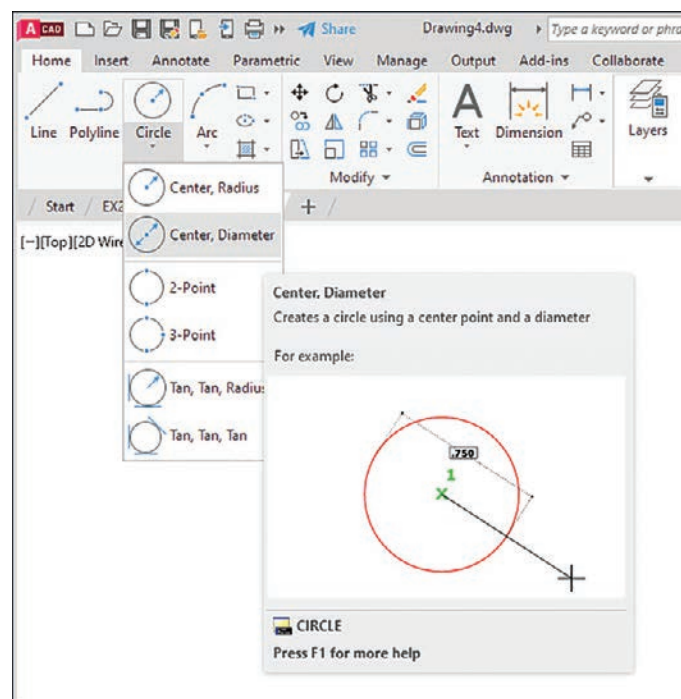 A CAD
Share
Drawing4.dwg
Type a keyword or phra
Home Insert Annotate Parametric View Manage Output Add-ins Collaborate
Line Polyline Circle Arc Text Dimension Layers
Modify Annotation
Center, Radius
Start EX2
Center, Diameter
[−][Top][2D Wire
2-Point
3-Point
Tan, Tan, Radius
Tan, Tan, Tan
Center, Diameter
Creates a circle using a center point and a diameter
For example:
.750
1
CIRCLE
Press F1 for more help